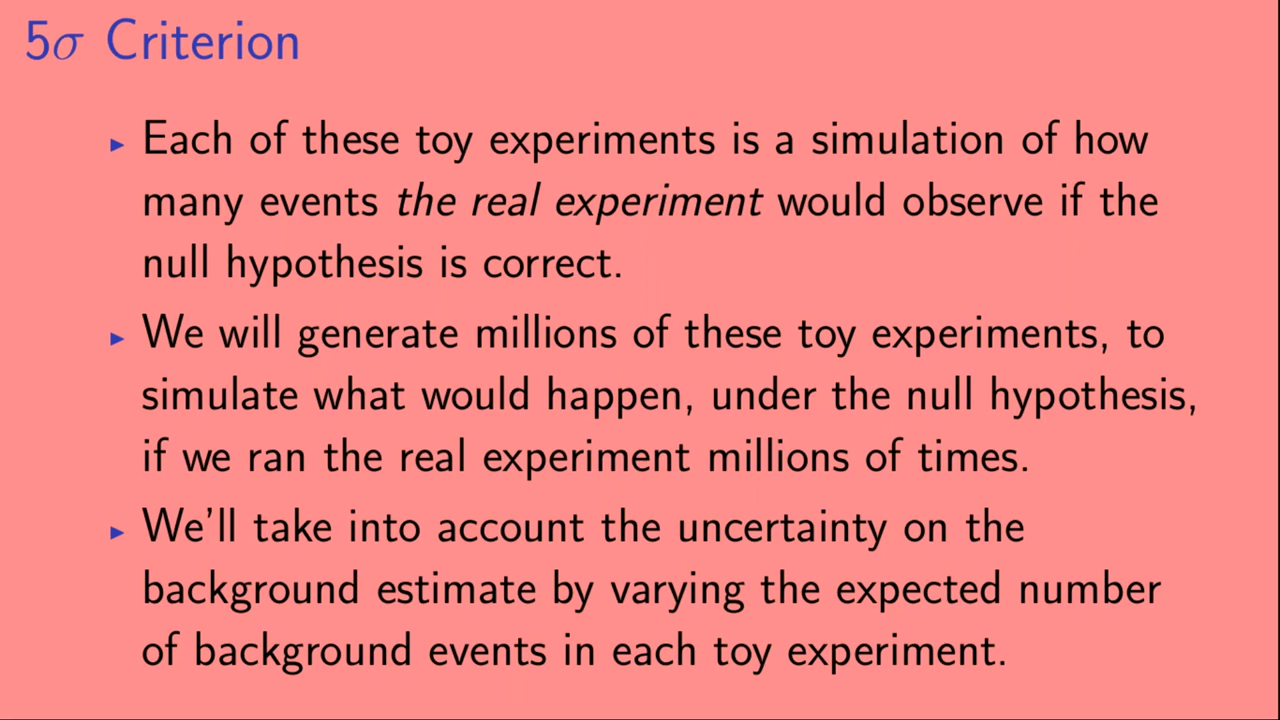 5σ Criterion
▸ Each of these toy experiments is a simulation of how
many events the real experiment would observe if the
null hypothesis is correct.
▸ We will generate millions of these toy experiments, to
simulate what would happen, under the null hypothesis,
if we ran the real experiment millions of times.
▸ We'll take into account the uncertainty on the
background estimate by varying the expected number
of background events in each toy experiment.